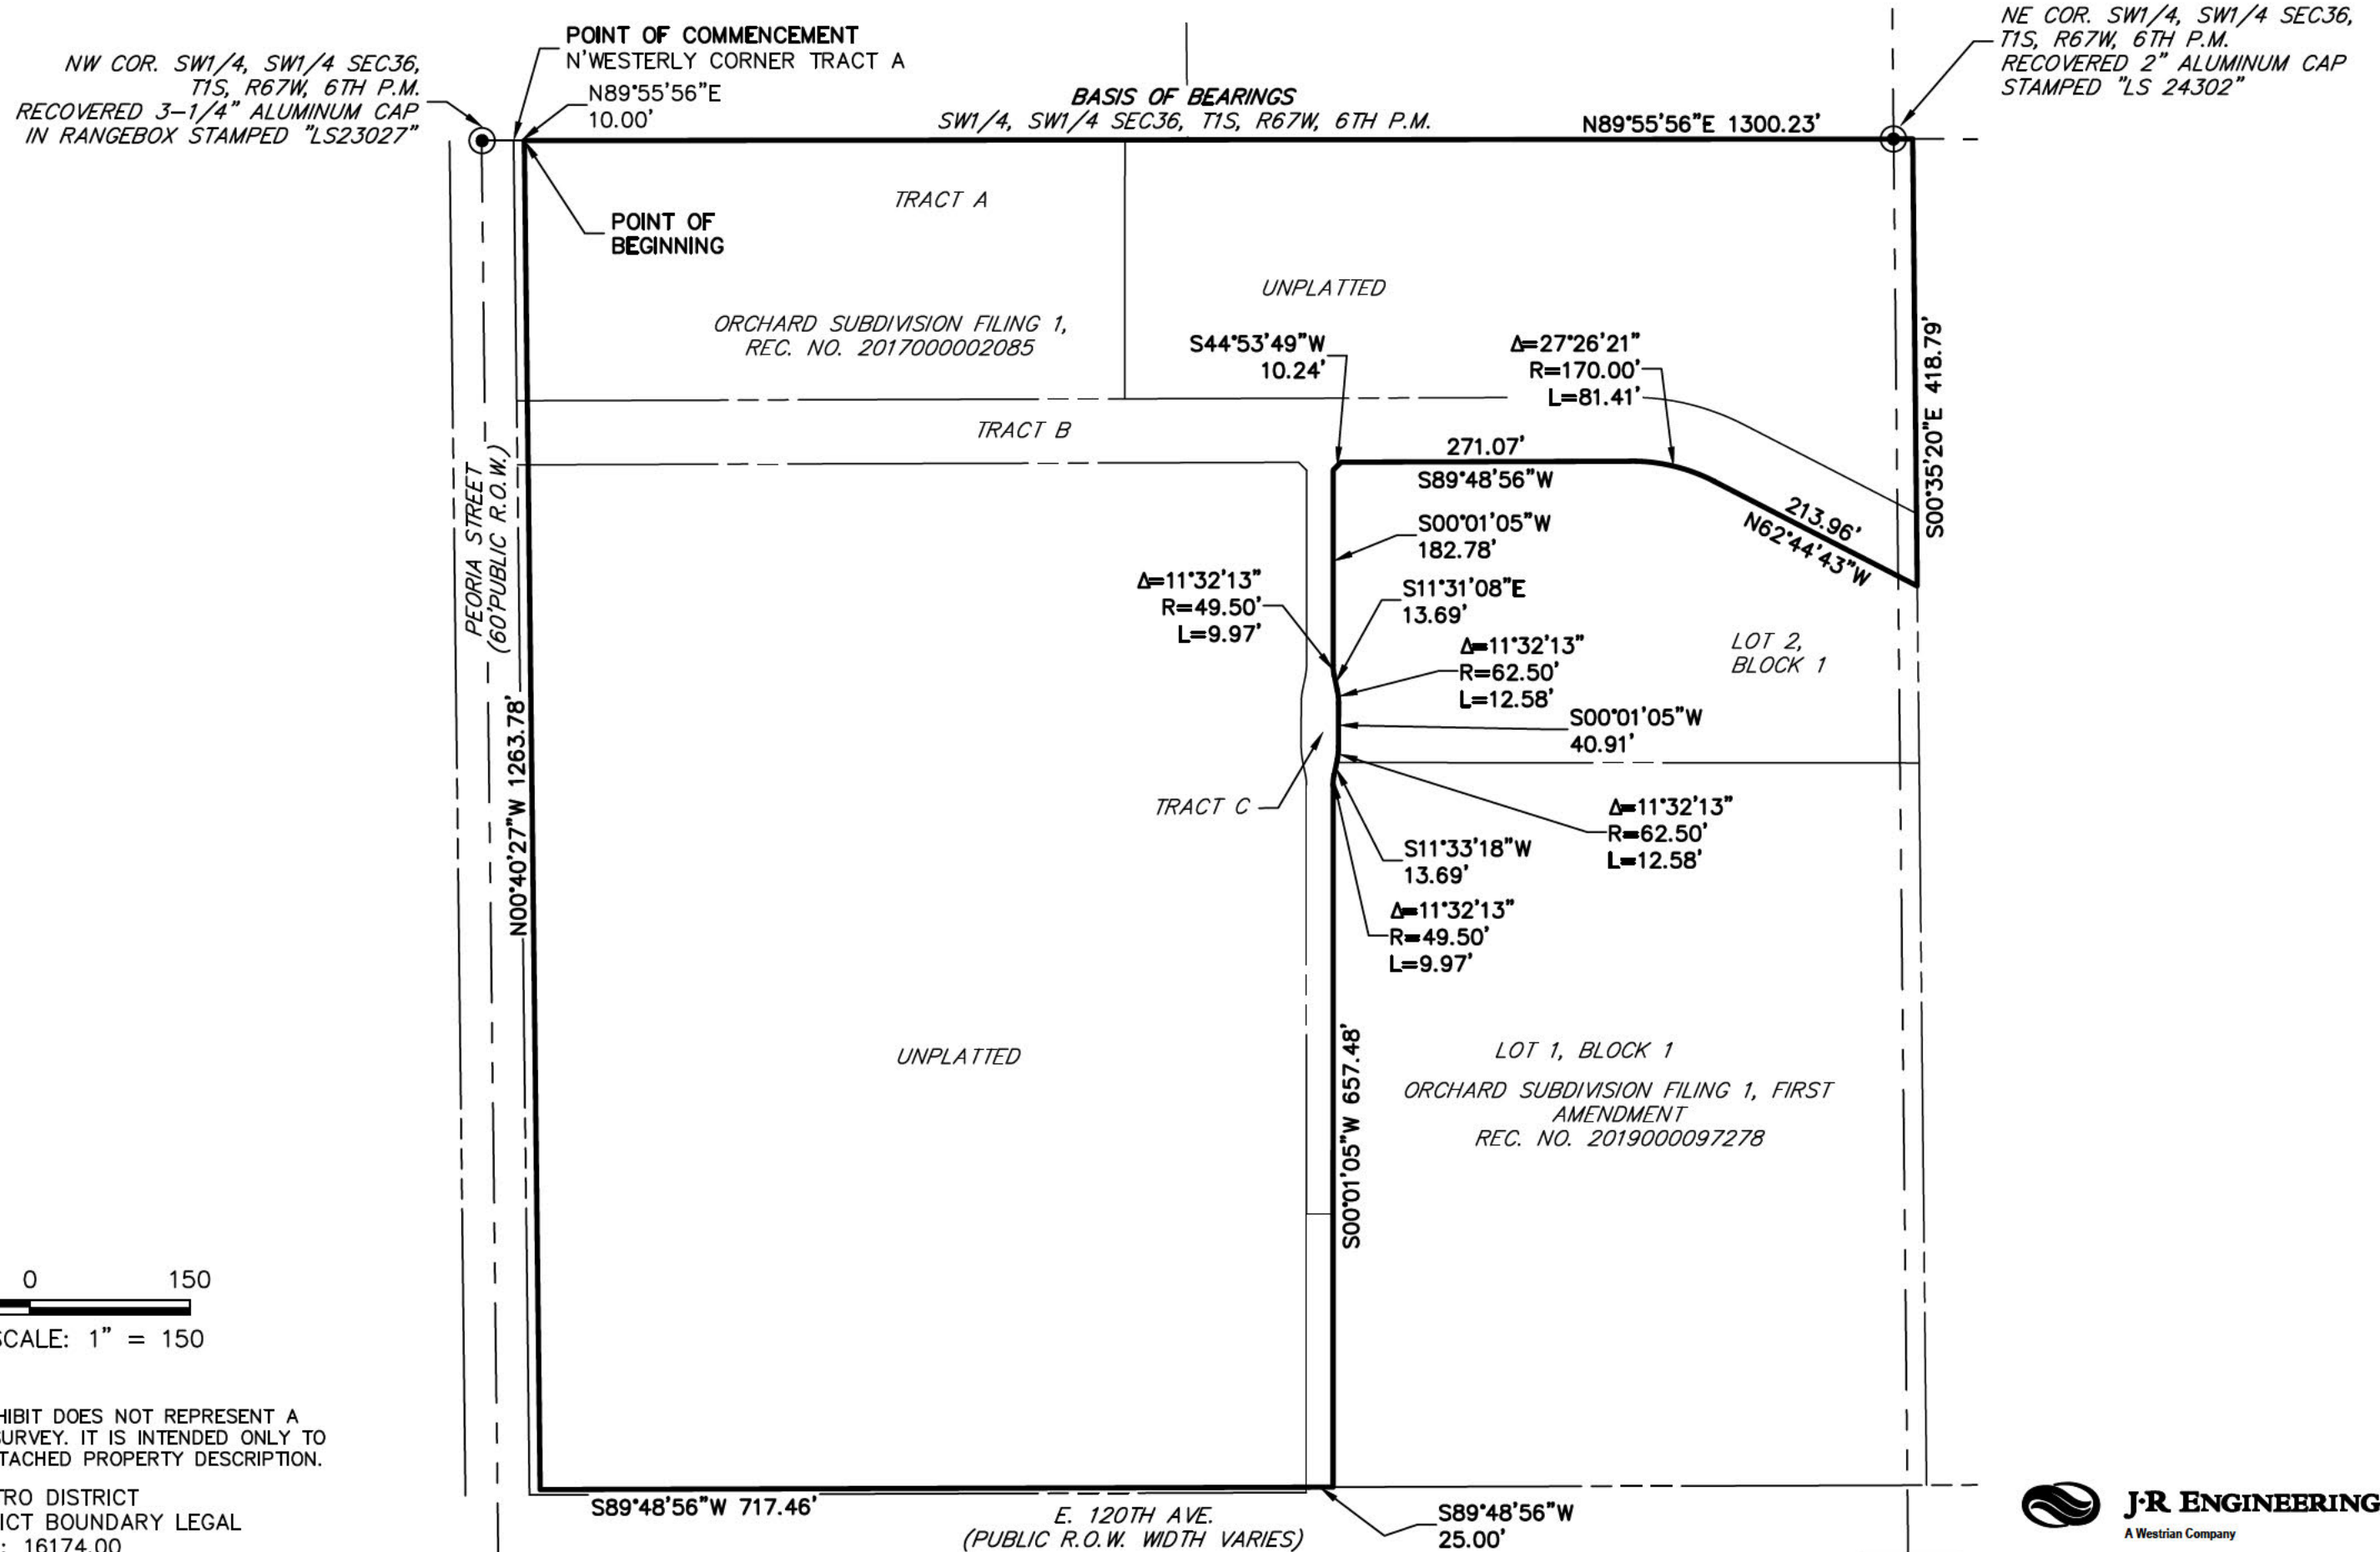 NW COR. SW1/4, SW1/4 SEC36,
T1S, R67W, 6TH P.M.
RECOVERED 3-1/4" ALUMINUM CAP
IN RANGEBOX STAMPED "LS23027"
POINT OF COMMENCEMENT
N'WESTERLY CORNER TRACT A
N89°55'56"E
10.00'
BASIS OF BEARINGS
SW1/4, SW1/4 SEC36, T1S, R67W, 6TH P.M.
N89°55'56"E 1300.23'
NE COR. SW1/4, SW1/4 SEC36,
T1S, R67W, 6TH P.M.
RECOVERED 2" ALUMINUM CAP
STAMPED "LS 24302"
POINT OF
BEGINNING
TRACT A
UNPLATTED
ORCHARD SUBDIVISION FILING 1,
REC. NO. 2017000002085
S44°53'49"W
10.24'
Δ=27°26'21"
R=170.00'
L=81.41'
S00°35'20"E 418.79'
TRACT B
271.07'
S89°48'56"W
213.96'
N62°44'43"W
PEORIA STREET
(60'PUBLIC R.O.W.)
S00°01'05"W
182.78'
Δ=11°32'13"
R=49.50'
L=9.97'
S11°31'08"E
13.69'
Δ=11°32'13"
R=62.50'
L=12.58'
LOT 2,
BLOCK 1
S00°01'05"W
40.91'
N00°40'27"W 1263.78'
TRACT C
Δ=11°32'13"
R=62.50'
L=12.58'
S11°33'18"W
13.69'
Δ=11°32'13"
R=49.50'
L=9.97'
UNPLATTED
S00°01'05"W 657.48'
LOT 1, BLOCK 1
ORCHARD SUBDIVISION FILING 1, FIRST
AMENDMENT
REC. NO. 2019000097278
0 150
SCALE: 1" = 150
HIBIT DOES NOT REPRESENT A
SURVEY. IT IS INTENDED ONLY TO
TACHED PROPERTY DESCRIPTION.
TRO DISTRICT
ICT BOUNDARY LEGAL
: 16174.00
S89°48'56"W 717.46'
E. 120TH AVE.
(PUBLIC R.O.W. WIDTH VARIES)
S89°48'56"W
25.00'
J·R ENGINEERING
A Westrian Company